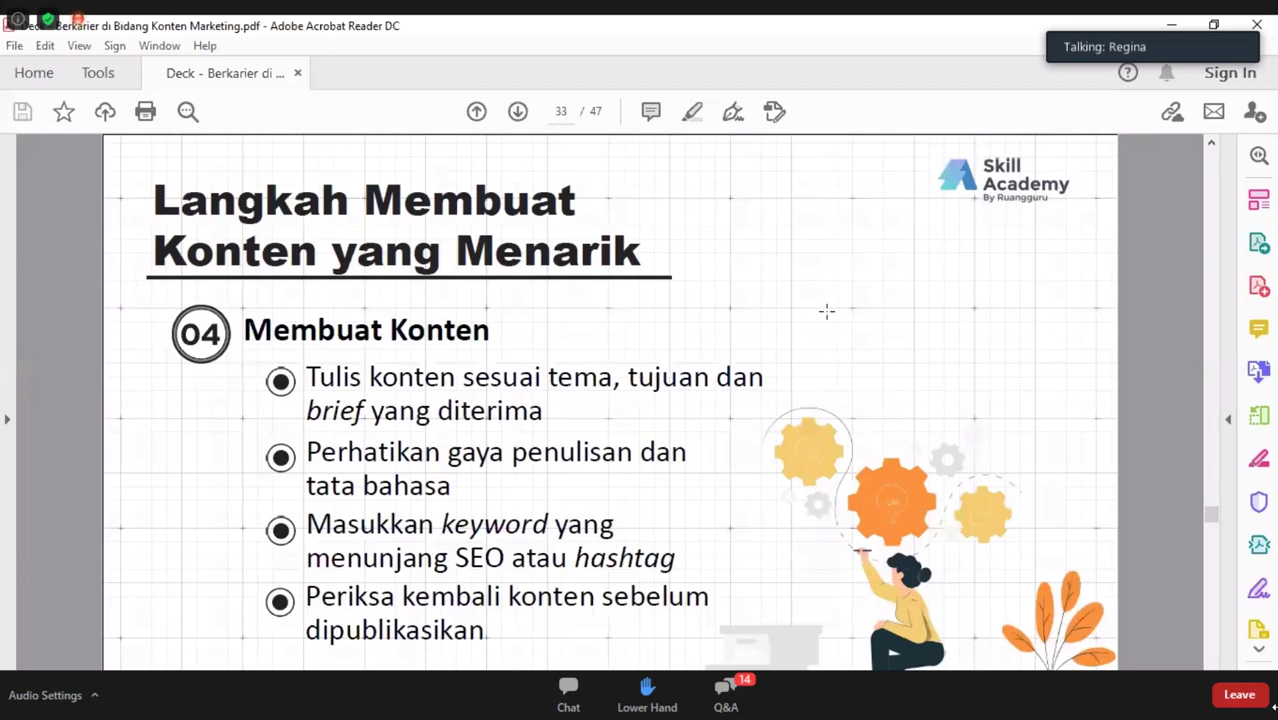 Deck - Berkarier di Bidang Konten Marketing.pdf - Adobe Acrobat Reader DC
File Edit View Sign Window Help
Talking: Regina
Home Tools Deck - Berkarier di ... × Sign In
33 / 47
Skill
Academy
By Ruangguru
Langkah Membuat
Konten yang Menarik
04 Membuat Konten
Tulis konten sesuai tema, tujuan dan
brief yang diterima
Perhatikan gaya penulisan dan
tata bahasa
Masukkan keyword yang
menunjang SEO atau hashtag
Periksa kembali konten sebelum
dipublikasikan
Audio Settings
Chat
Lower Hand
14
Q&A
Leave